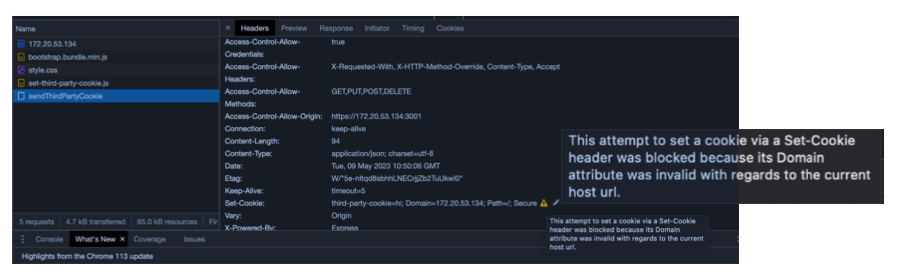 Name
172.20.53.134
bootstrap.bundle.min.js
style.css
set-third-party-cookie.js
sendThirdPartyCookie
× Headers Preview Response Initiator Timing Cookies
Access-Control-Allow-Credentials: true
Access-Control-Allow-Headers: X-Requested-With, X-HTTP-Method-Override, Content-Type, Accept
Access-Control-Allow-Methods: GET,PUT,POST,DELETE
Access-Control-Allow-Origin: https://172.20.53.134:3001
Connection: keep-alive
Content-Length: 94
Content-Type: application/json; charset=utf-8
Date: Tue, 09 May 2023 10:50:06 GMT
Etag:
Keep-Alive: timeout=5
Set-Cookie: third-party-cookie=hi; Domain=172.20.53.134; Path=/; Secure
Vary: Origin
X-Powered-By: Express
This attempt to set a cookie via a Set-Cookie
header was blocked because its Domain
attribute was invalid with regards to the current
host url.
This attempt to set a cookie via a Set-Cookie
header was blocked because its Domain
attribute was invalid with regards to the current
host url.
5 requests 4.7 kB transferred 85.0 kB resources Fir
Console What's New × Coverage Issues
Highlights from the Chrome 113 update